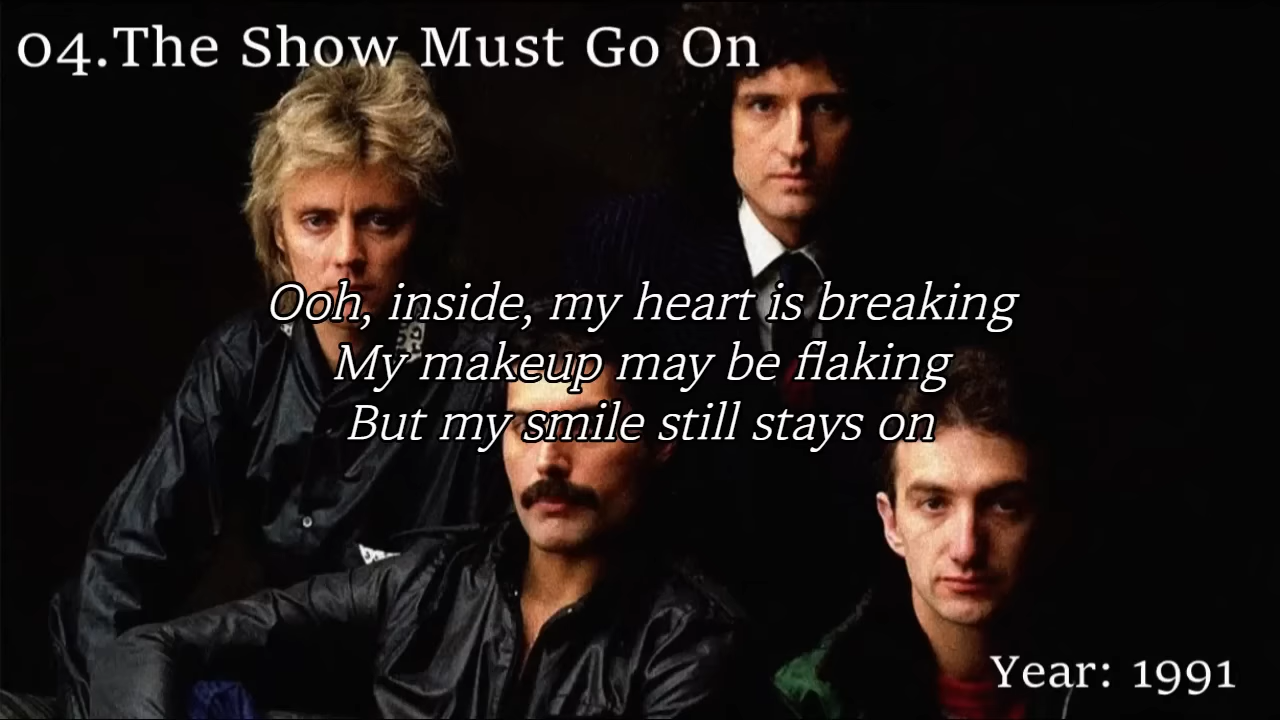 04.The Show Must Go On
Ooh, inside, my heart is breaking
My makeup may be flaking
But my smile still stays on
Year: 1991